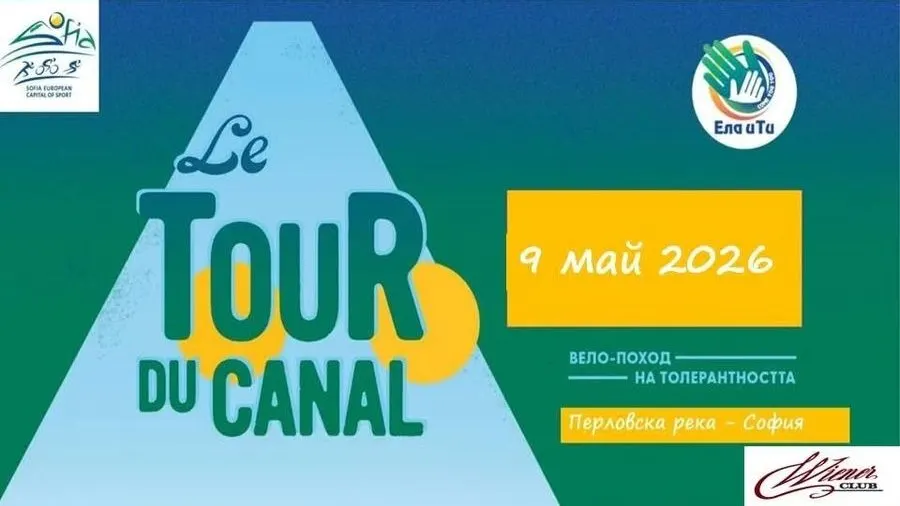 Sofia
SOFIA EUROPEAN
CAPITAL OF SPORT
Ела и Ти
Le
TOUR
DU CANAL
9 май 2026
ВЕЛО-ПОХОД
НА ТОЛЕРАНТНОСТТА
Перловска река - София
Wiener
CLUB